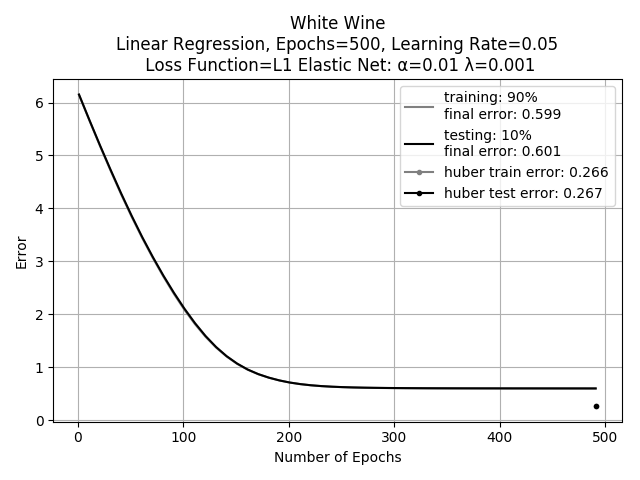 White Wine
Linear Regression, Epochs=500, Learning Rate=0.05
Loss Function=L1 Elastic Net: α=0.01 λ=0.001
training: 90%
final error: 0.599
testing: 10%
final error: 0.601
huber train error: 0.266
huber test error: 0.267
Error
6
5
4
3
2
1
0
0 100 200 300 400 500
Number of Epochs